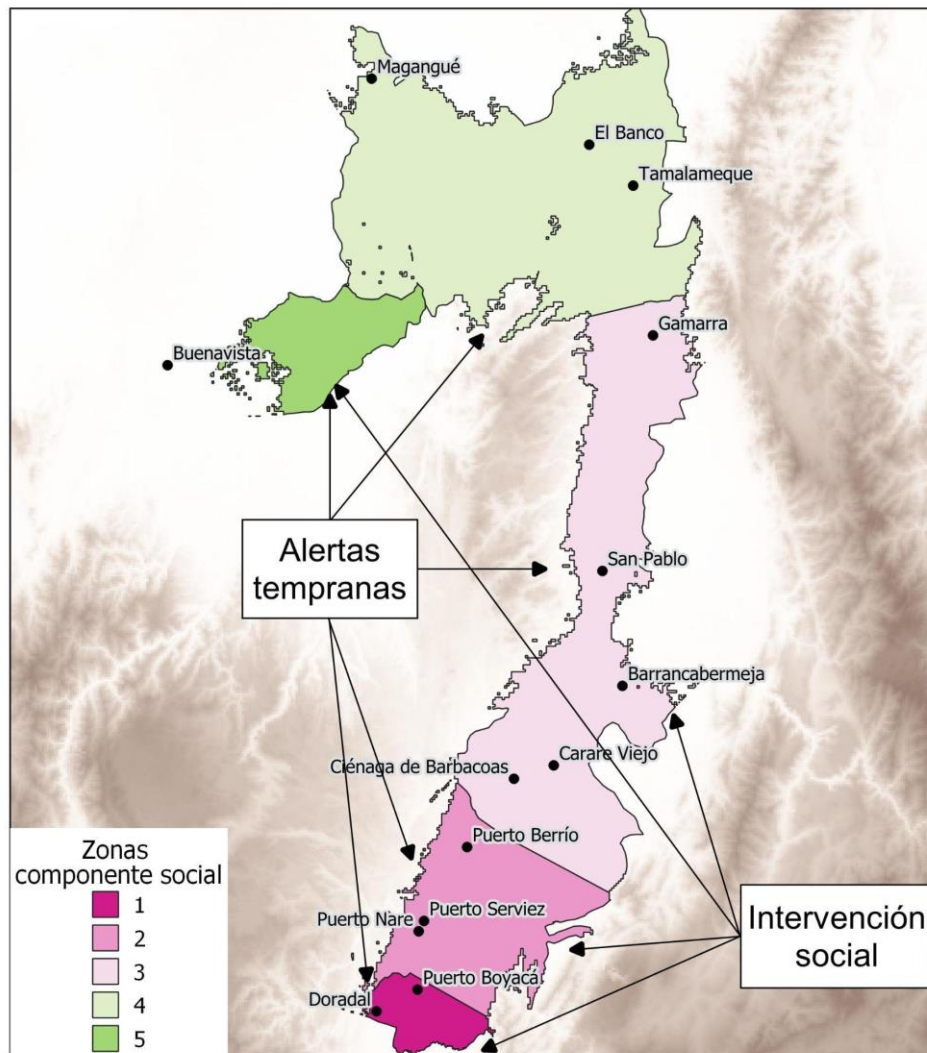 Magangué
El Banco
Tamalameque
Gamarra
Buenavista
Alertas
tempranas
San Pablo
Barrancabermeja
Carare Viejo
Ciénaga de Barbacoas
Puerto Berrío
Puerto Serviez
Puerto Nare
Puerto Boyacá
Doradal
Intervención
social
Zonas
componente social
1
2
3
4
5